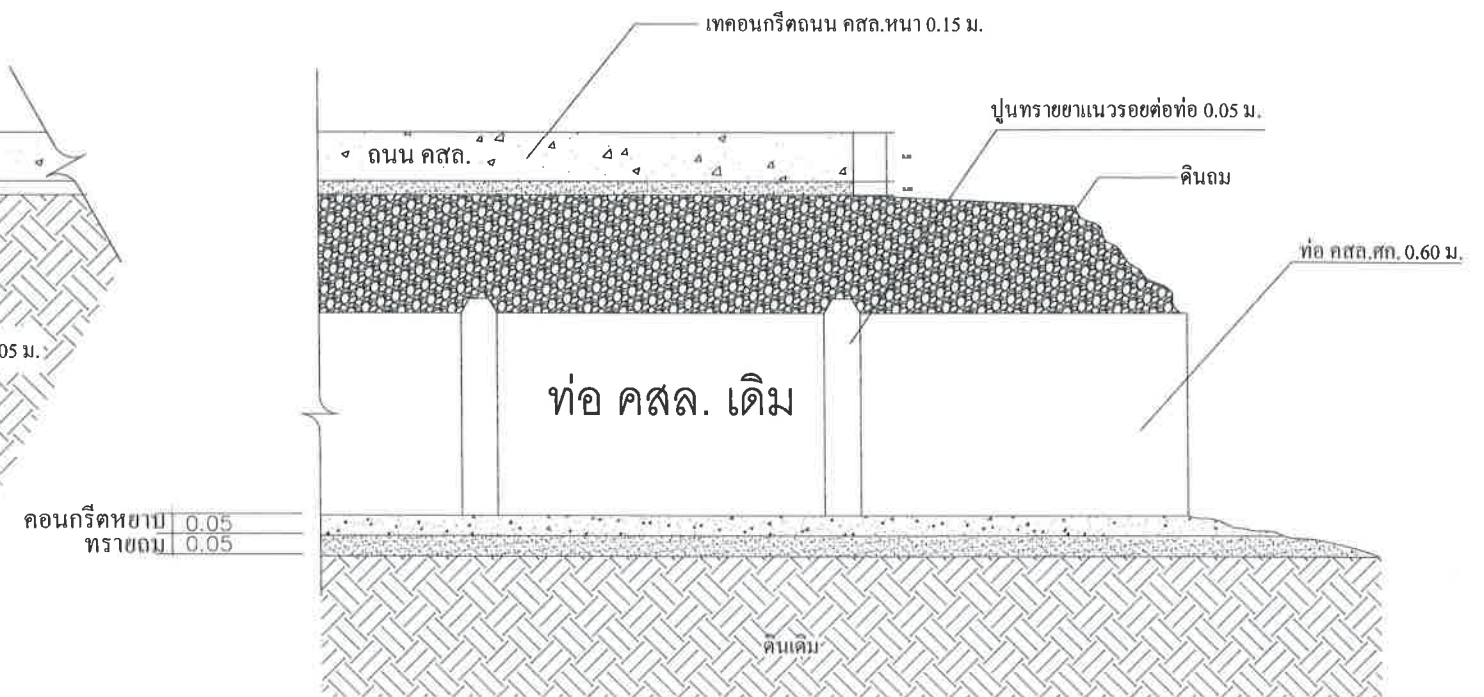 เทคอนกรีตถนน คสล.หนา 0.15 ม.
ปูนทรายยาแนวรอยต่อท่อ 0.05 ม.
ถนน คสล.
ดินถม
ท่อ คสล.ศก. 0.60 ม.
05 ม.
ท่อ คสล. เดิม
คอนกรีตหยาบ 0.05
ทรายถม 0.05
ดินเดิม